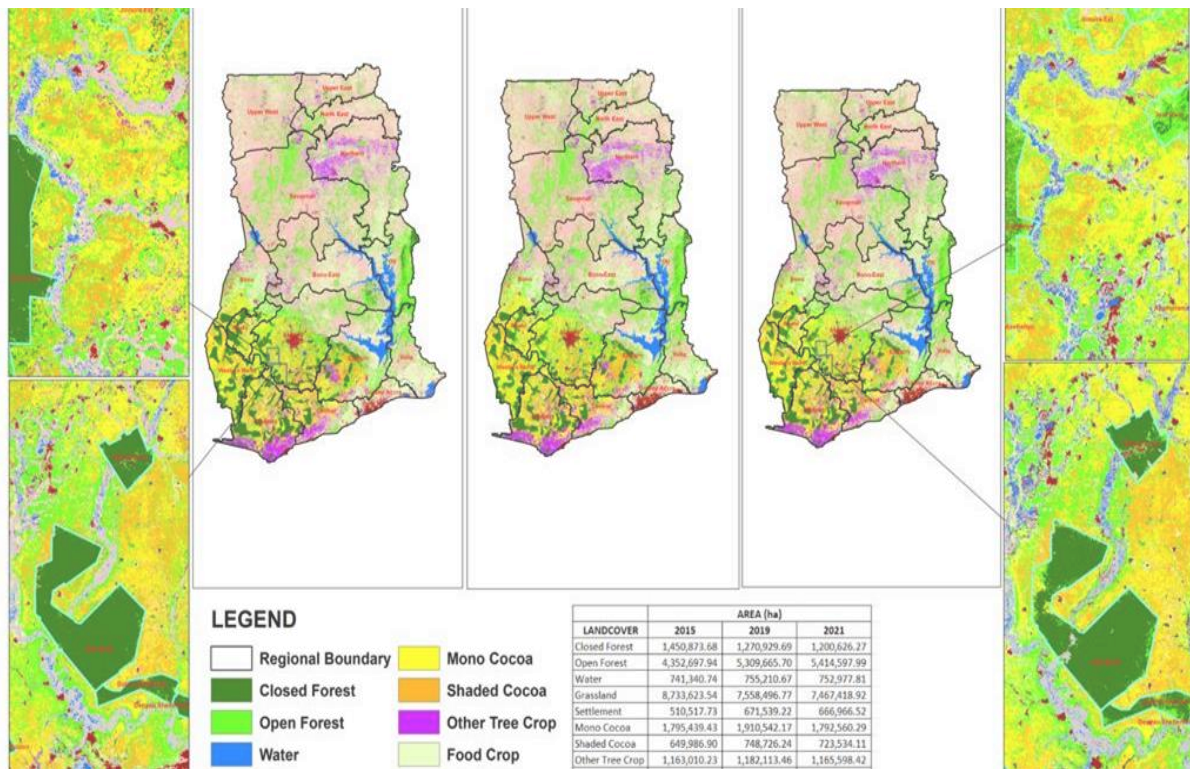 Upper East
Upper West
North East
Northern
Savannah
Bono
Bono East
Upper East
Upper West
North East
Northern
Savannah
Bono East
Upper East
Upper West
North East
Northern
Savannah
Bono
Bono East
LEGEND
Regional Boundary
Mono Cocoa
Closed Forest
Shaded Cocoa
Open Forest
Other Tree Crop
Water
Food Crop
AREA (ha)
LANDCOVER 2015 2019 2021
Closed Forest 1,450,873.68 1,270,929.69 1,200,626.27
Open Forest 4,352,697.94 5,309,665.70 5,414,597.99
Water 741,340.74 755,210.67 752,977.81
Grassland 8,733,623.54 7,558,496.77 7,467,418.92
Settlement 510,517.73 671,539.22 666,966.52
Mono Cocoa 1,795,439.43 1,910,542.17 1,792,560.29
Shaded Cocoa 649,986.90 748,726.24 723,534.11
Other Tree Crop 1,163,010.23 1,182,113.46 1,165,598.42